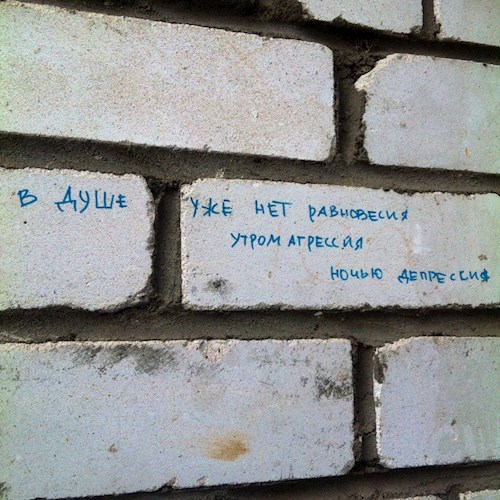 В ДУШЕ УЖЕ НЕТ РАВНОВЕСИЯ
УТРОМ АГРЕССИЯ
НОЧЬЮ ДЕПРЕССИЯ